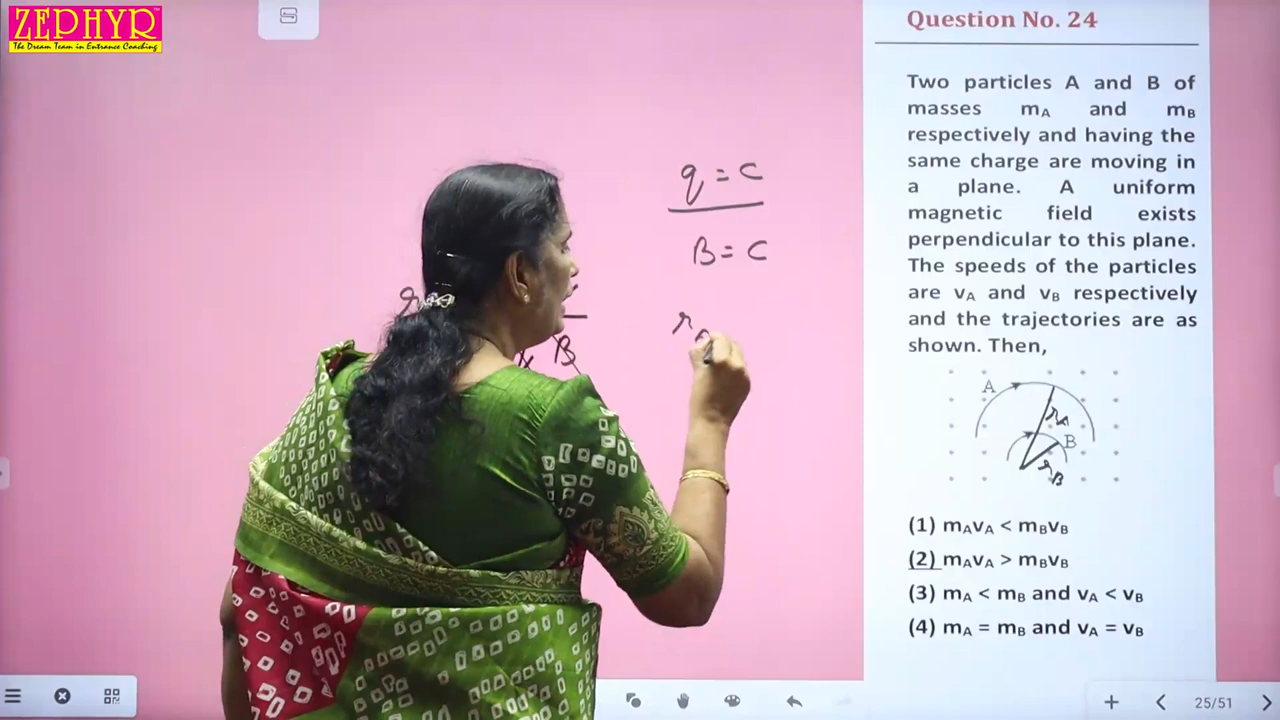 ZEPHYR
The Dream Team in Entrance Coaching
Question No. 24
Two particles A and B of
masses mA and mB
respectively and having the
same charge are moving in
a plane. A uniform
magnetic field exists
perpendicular to this plane.
The speeds of the particles
are vA and vB respectively
and the trajectories are as
shown. Then,
A
rA
B
rB
(1) mAvA < mBvB
(2) mAvA > mBvB
(3) mA < mB and vA < vB
(4) mA = mB and vA = vB
q = C
B = C
r
B
25/51